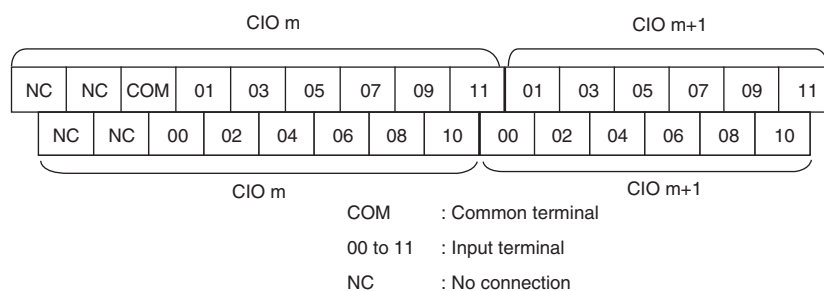 CIO m CIO m+1
NC NC COM 01 03 05 07 09 11 01 03 05 07 09 11
NC NC 00 02 04 06 08 10 00 02 04 06 08 10
CIO m CIO m+1
COM : Common terminal
00 to 11 : Input terminal
NC : No connection